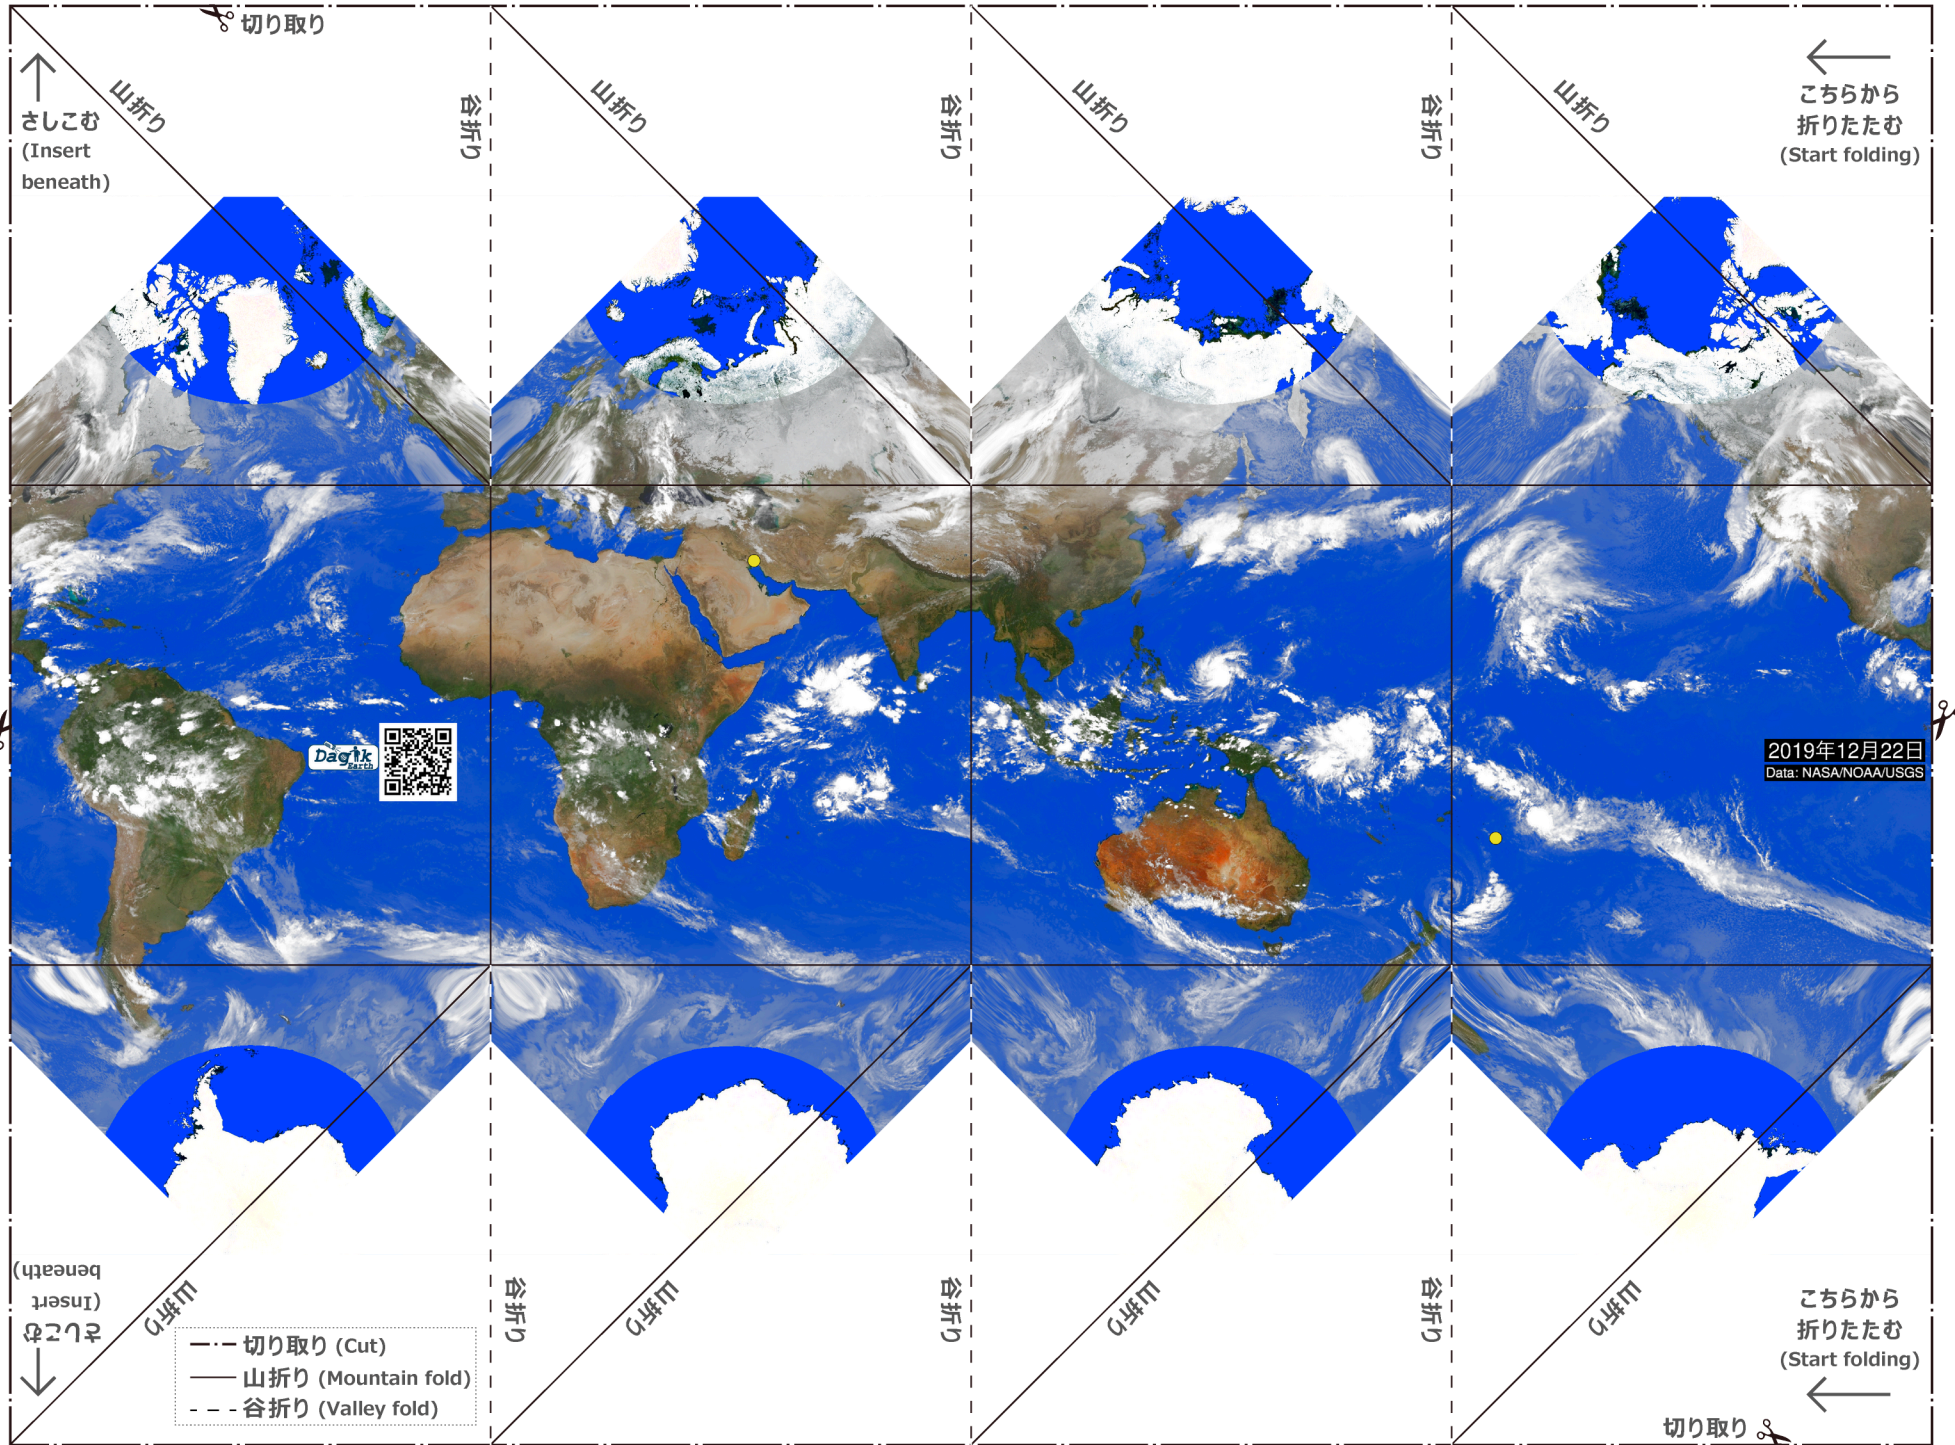 切り取り
さしこむ
(Insert
beneath)
山折り
谷折り
山折り
谷折り
山折り
谷折り
山折り
こちらから
折りたたむ
(Start folding)
Dagik
Earth
2019年12月22日
Data: NASA/NOAA/USGS
さしこむ
(Insert
beneath)
山折り
谷折り
山折り
谷折り
山折り
谷折り
山折り
こちらから
折りたたむ
(Start folding)
切り取り (Cut)
山折り (Mountain fold)
谷折り (Valley fold)
切り取り